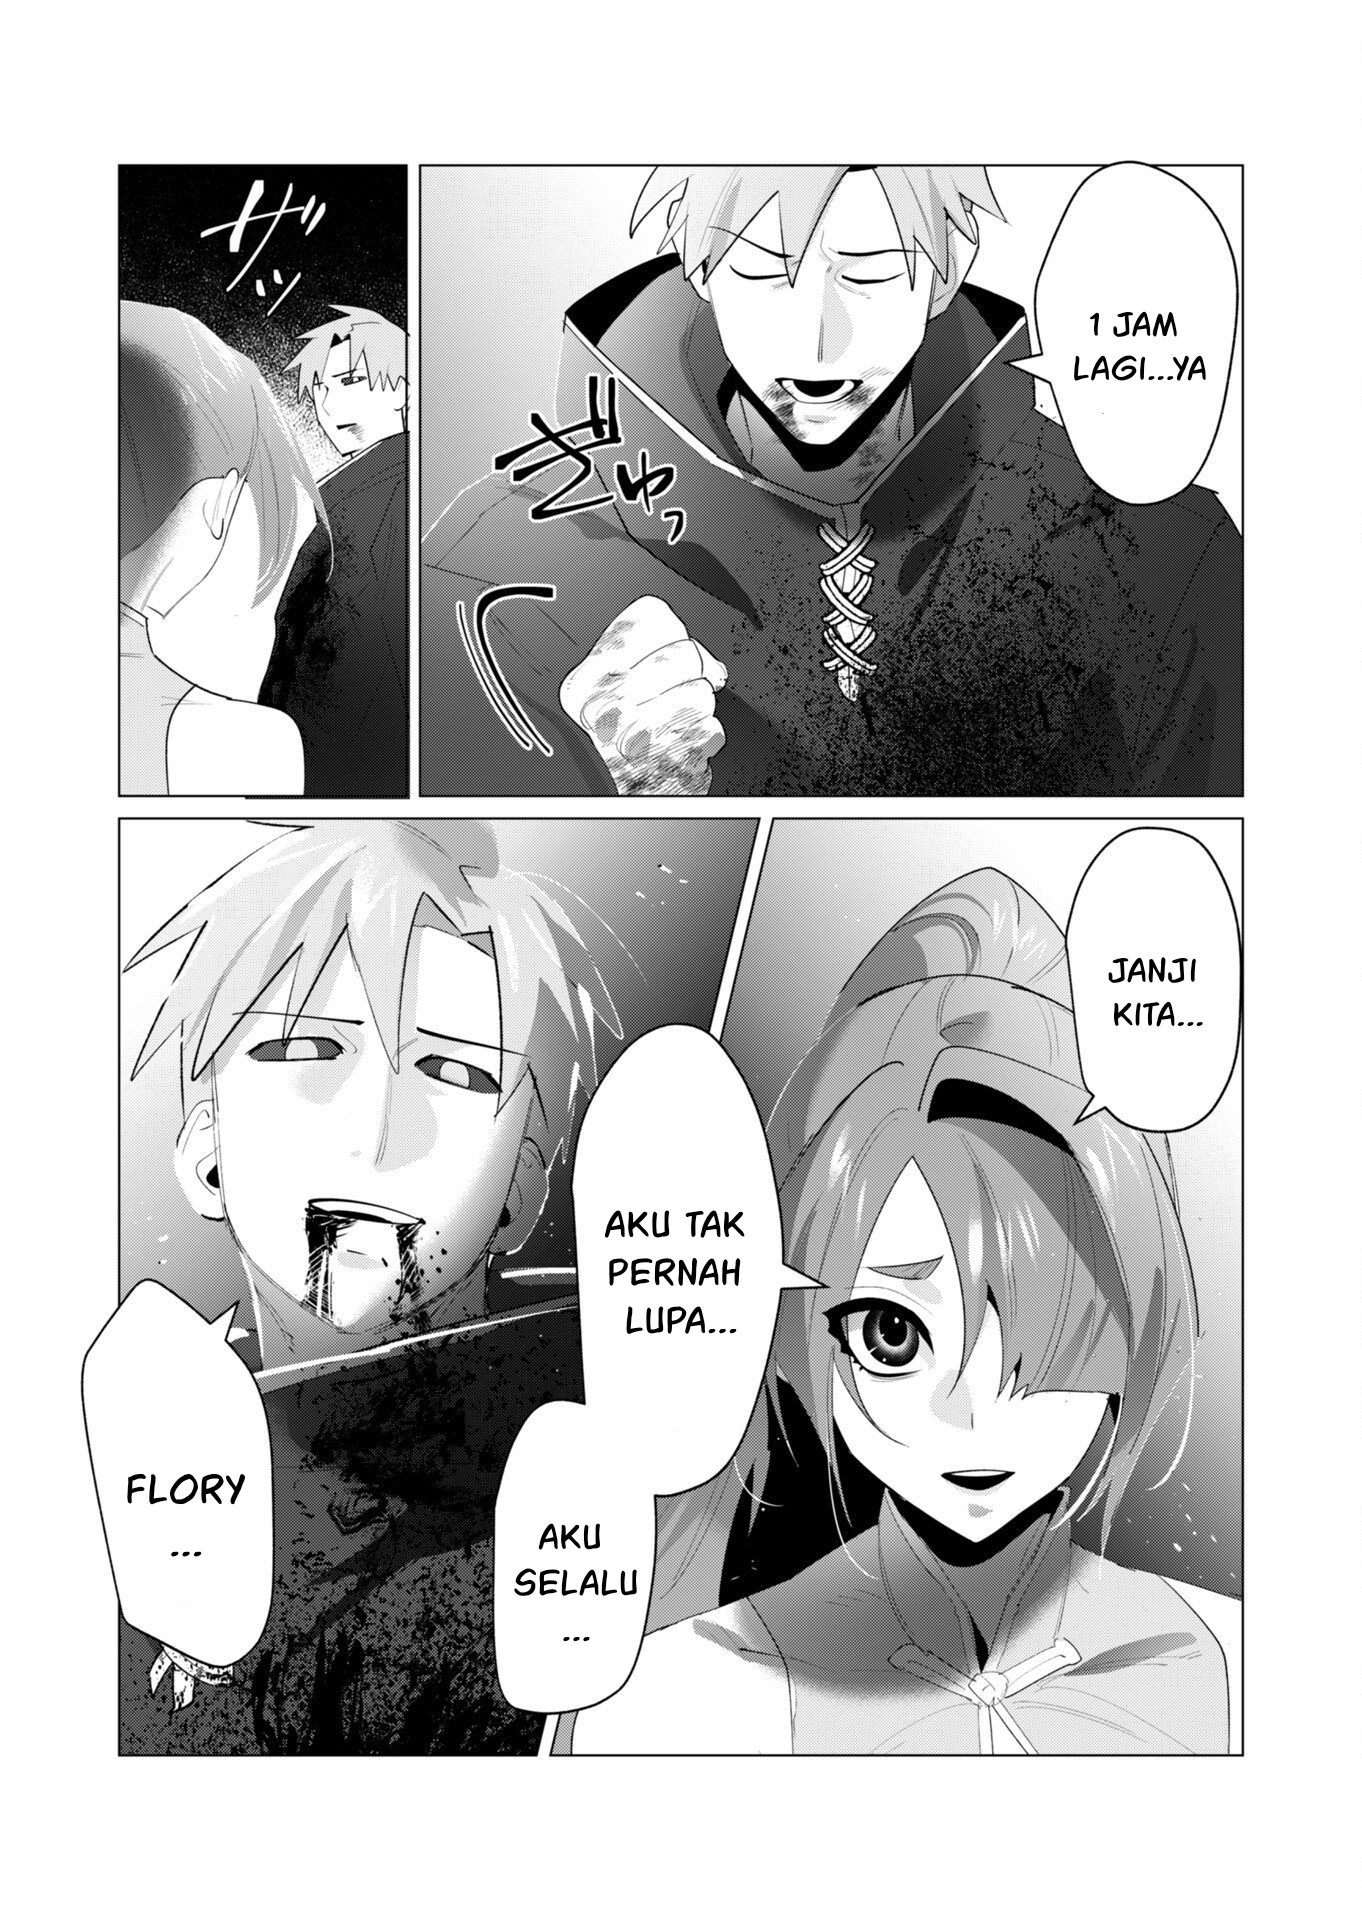 1 JAM
LAGI...YA
ぎゅっ
ザッ
JANJI
KITA...
AKU TAK
PERNAH
LUPA...
AKU
SELALU
...
FLORY
...